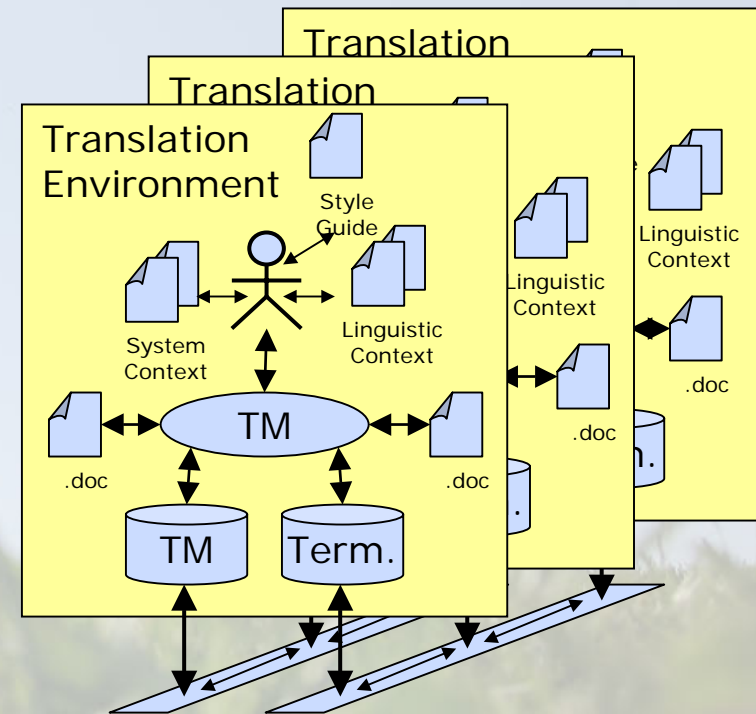 Translation
Translation
Translation
Environment
Style
Guide
System
Context
Linguistic
Context
Linguistic
Context
Linguistic
Context
.doc
TM
.doc
.doc
.doc
TM
Term.